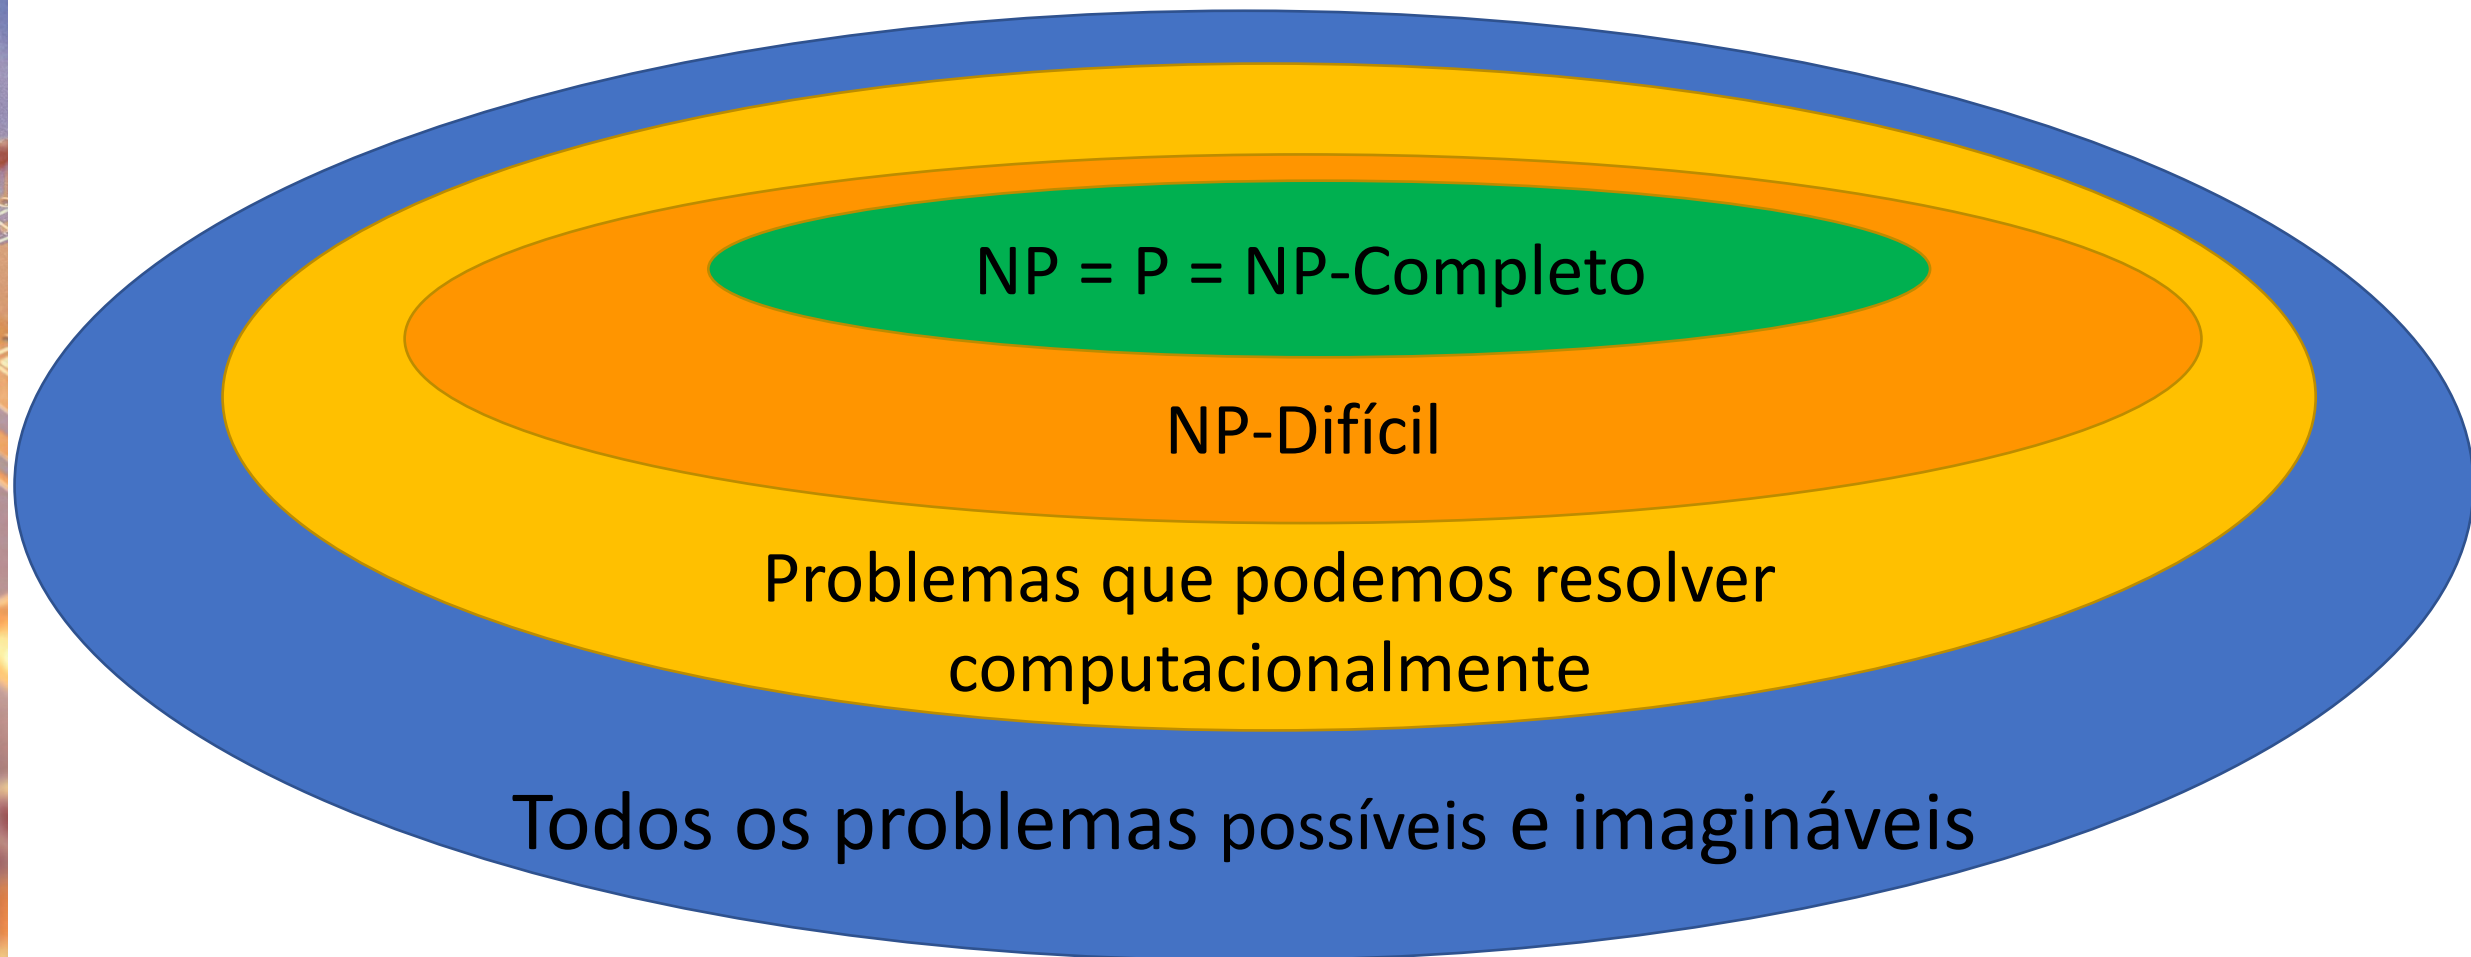 NP = P = NP-Completo
NP-Difícil
Problemas que podemos resolver
computacionalmente
Todos os problemas possíveis e imagináveis